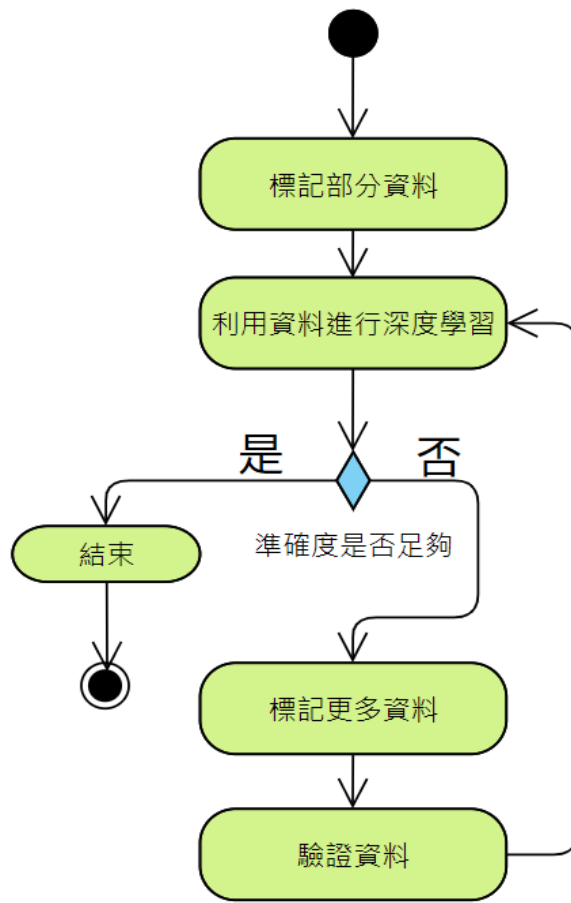 標記部分資料
利用資料進行深度學習
是
否
準確度是否足夠
結束
標記更多資料
驗證資料